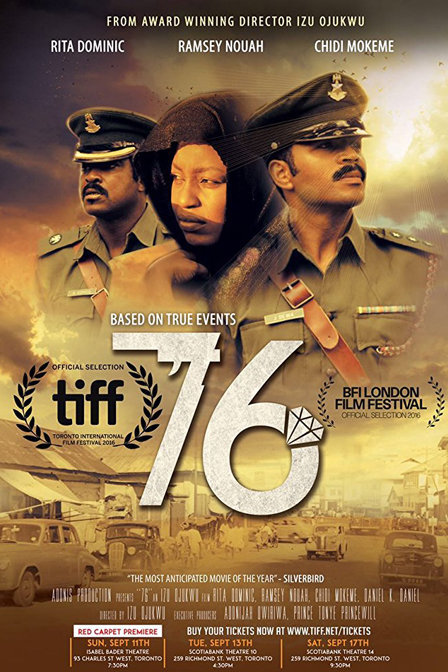 FROM AWARD WINNING DIRECTOR IZU OJUKWU
RITA DOMINIC RAMSEY NOUAH CHIDI MOKEME
BASED ON TRUE EVENTS
'76
OFFICIAL SELECTION
tiff
TORONTO INTERNATIONAL
FILM FESTIVAL 2016
BFI LONDON
FILM FESTIVAL
OFFICIAL SELECTION 2016
"THE MOST ANTICIPATED MOVIE OF THE YEAR" - SILVERBIRD
ADONIS PRODUCTION PRESENTS "76" AN IZU OJUKWU FILM RITA DOMINIC, RAMSEY NOUAH, CHIDI MOKEME, DANIEL K. DANIEL
DIRECTED BY IZU OJUKWU EXECUTIVE PRODUCERS ADONIJAH OWIRIWA, PRINCE TONYE PRINCEWILL
RED CARPET PREMIERE BUY YOUR TICKETS NOW AT WWW.TIFF.NET/TICKETS
SUN, SEPT 11TH TUE, SEPT 13TH SAT, SEPT 17TH
ISABEL BADER THEATRE SCOTIABANK THEATRE 10 SCOTIABANK THEATRE 14
93 CHARLES ST WEST, TORONTO 259 RICHMOND ST. WEST, TORONTO 259 RICHMOND ST. WEST, TORONTO
7:30PM 4:30PM 9:30PM